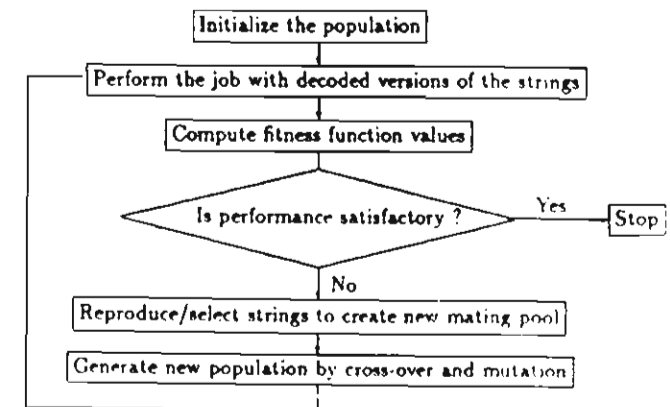 Initialize the population
Perform the job with decoded versions of the strings
Compute fitness function values
Is performance satisfactory ?
Yes
Stop
No
Reproduce/select strings to create new mating pool
Generate new population by cross-over and mutation